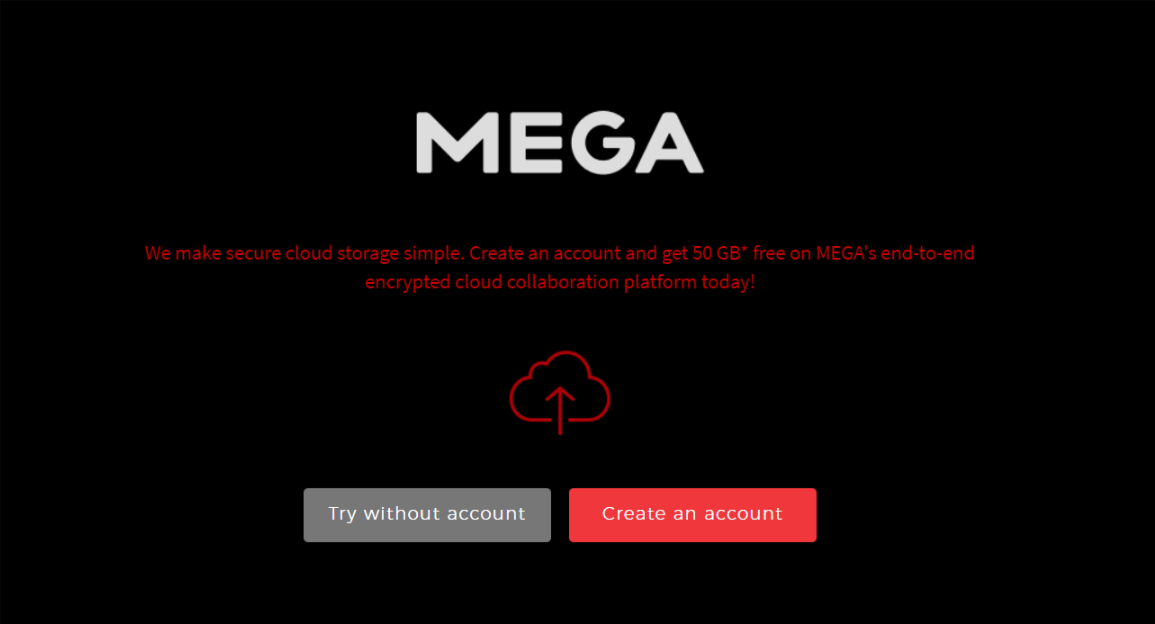 MEGA
We make secure cloud storage simple. Create an account and get 50 GB* free on MEGA's end-to-end
encrypted cloud collaboration platform today!
Try without account
Create an account